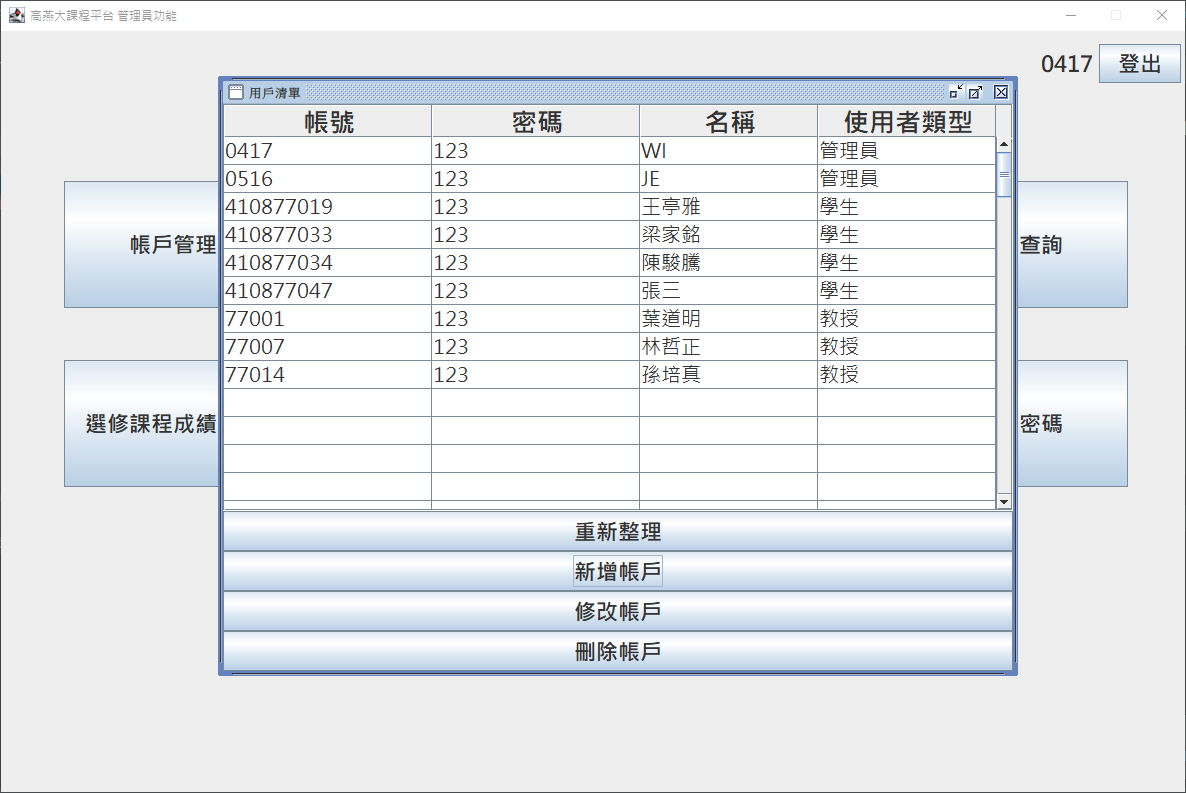 高燕大課程平台 管理員功能
0417 登出
用戶清單
帳號 密碼 名稱 使用者類型
0417 123 WI 管理員
0516 123 JE 管理員
410877019 123 王亭雅 學生
410877033 123 梁家銘 學生
410877034 123 陳駿騰 學生
410877047 123 張三 學生
77001 123 葉道明 教授
77007 123 林哲正 教授
77014 123 孫培真 教授
帳戶管理
查詢
選修課程成績
密碼
重新整理
新增帳戶
修改帳戶
刪除帳戶